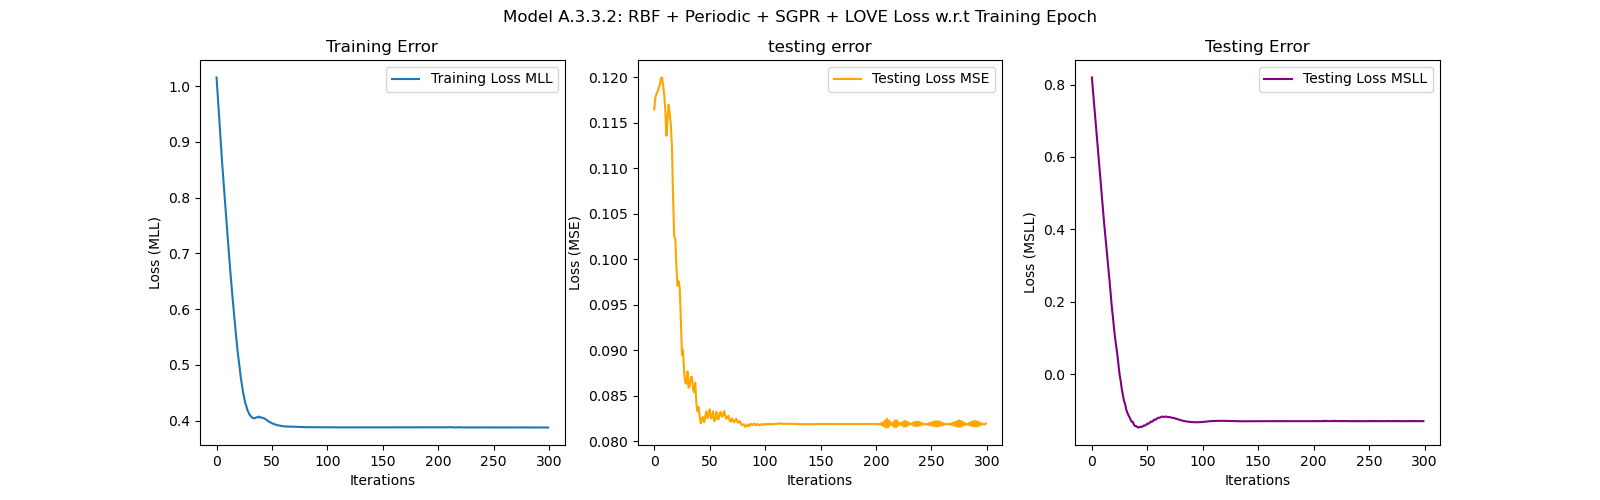 Model A.3.3.2: RBF + Periodic + SGPR + LOVE Loss w.r.t Training Epoch
Training Error
Training Loss MLL
Loss (MLL)
1.0
0.9
0.8
0.7
0.6
0.5
0.4
0 50 100 150 200 250 300
Iterations
testing error
Testing Loss MSE
Loss (MSE)
0.120
0.115
0.110
0.105
0.100
0.095
0.090
0.085
0.080
0 50 100 150 200 250 300
Iterations
Testing Error
Testing Loss MSLL
Loss (MSLL)
0.8
0.6
0.4
0.2
0.0
0 50 100 150 200 250 300
Iterations